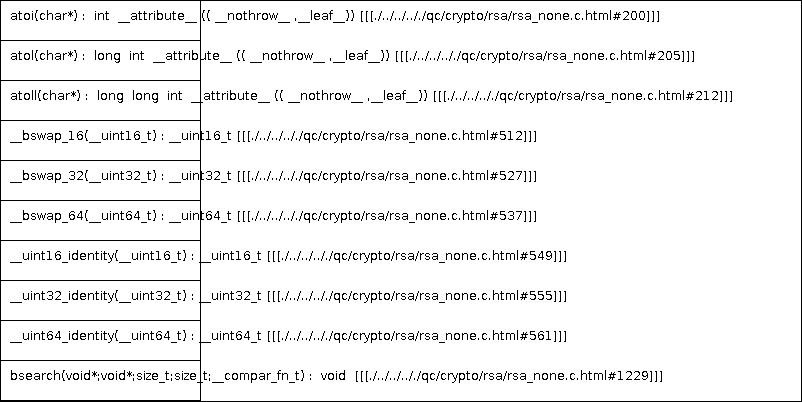 atoi(char*) : int __attribute__ (( __nothrow__ ,__leaf__)) [[[./../../../qc/crypto/rsa/rsa_none.c.html#200]]]
atol(char*) : long int __attribute__ (( __nothrow__ ,__leaf__)) [[[./../../../qc/crypto/rsa/rsa_none.c.html#205]]]
atoll(char*) : long long int __attribute__ (( __nothrow__ ,__leaf__)) [[[./../../../qc/crypto/rsa/rsa_none.c.html#212]]]
__bswap_16(__uint16_t) : __uint16_t [[[./../../../qc/crypto/rsa/rsa_none.c.html#512]]]
__bswap_32(__uint32_t) : __uint32_t [[[./../../../qc/crypto/rsa/rsa_none.c.html#527]]]
__bswap_64(__uint64_t) : __uint64_t [[[./../../../qc/crypto/rsa/rsa_none.c.html#537]]]
__uint16_identity(__uint16_t) : __uint16_t [[[./../../../qc/crypto/rsa/rsa_none.c.html#549]]]
__uint32_identity(__uint32_t) : __uint32_t [[[./../../../qc/crypto/rsa/rsa_none.c.html#555]]]
__uint64_identity(__uint64_t) : __uint64_t [[[./../../../qc/crypto/rsa/rsa_none.c.html#561]]]
bsearch(void*;void*;size_t;size_t;__compar_fn_t) : void [[[./../../../qc/crypto/rsa/rsa_none.c.html#1229]]]